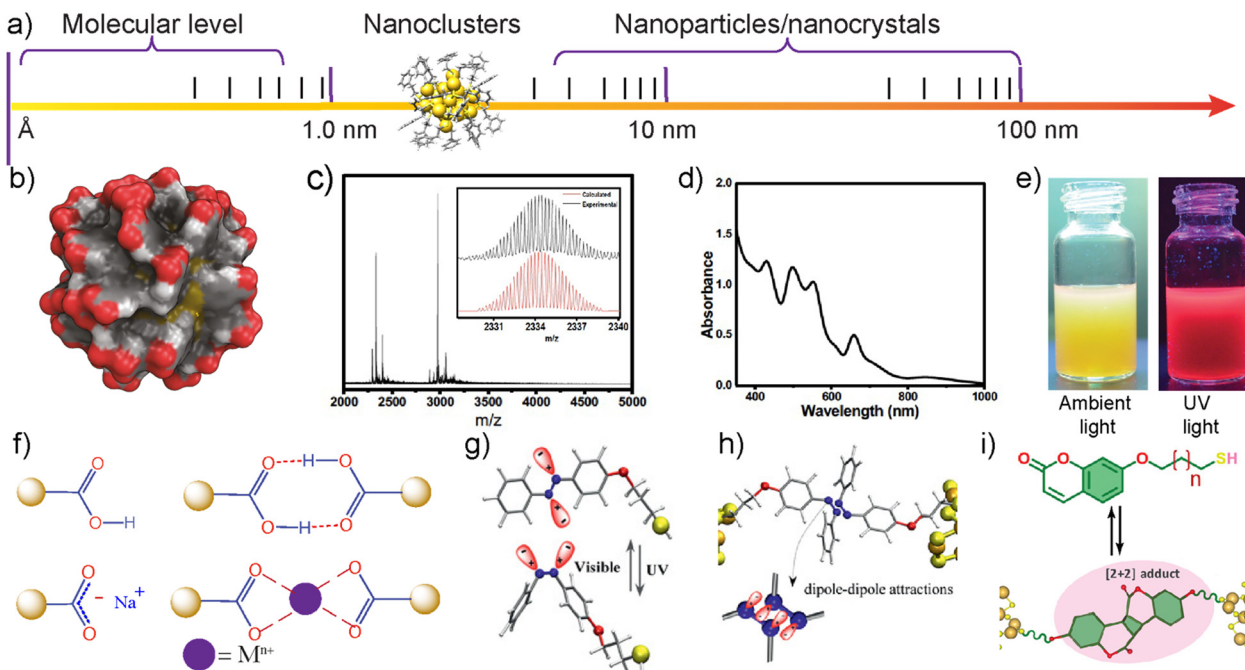 a)
Molecular level
Nanoclusters
Nanoparticles/nanocrystals
Å
1.0 nm
10 nm
100 nm
b)
c)
Calculated
Experimental
2331 2334 2337 2340
m/z
2000 2500 3000 3500 4000 4500 5000
m/z
d)
2.0
1.5
1.0
0.5
0.0
Absorbance
400 600 800 1000
Wavelength (nm)
e)
Ambient
light
UV
light
f)
O
O H
O H O
O H O
O
O
− Na+
O O
O O
= Mn+
g)
− −
+ +
Visible
UV
− −
+ +
h)
dipole-dipole attractions
i)
O O O SH
n
[2+2] adduct